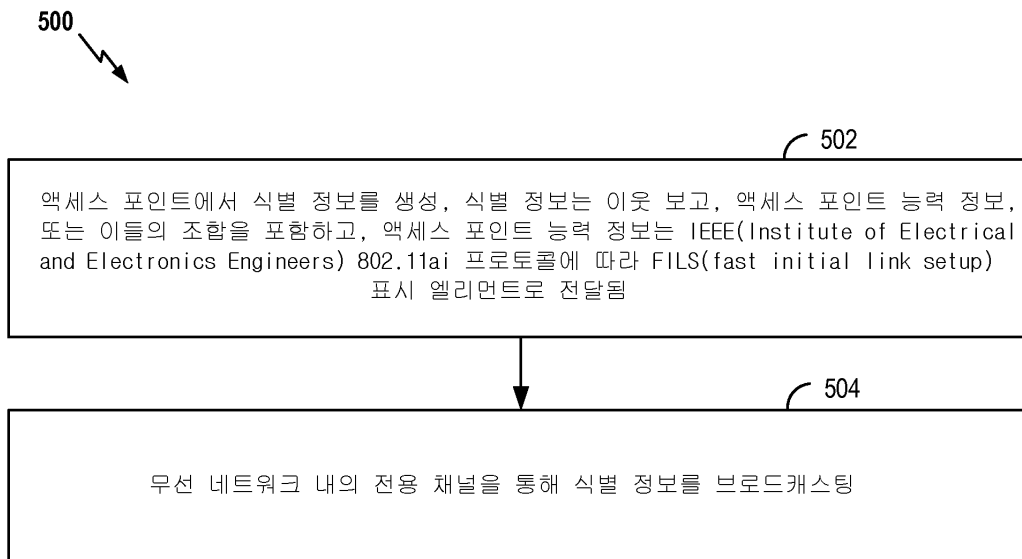 500
502
액세스 포인트에서 식별 정보를 생성, 식별 정보는 이웃 보고, 액세스 포인트 능력 정보,
또는 이들의 조합을 포함하고, 액세스 포인트 능력 정보는 IEEE(Institute of Electrical
and Electronics Engineers) 802.11ai 프로토콜에 따라 FILS(fast initial link setup)
표시 엘리먼트로 전달됨
504
무선 네트워크 내의 전용 채널을 통해 식별 정보를 브로드캐스팅